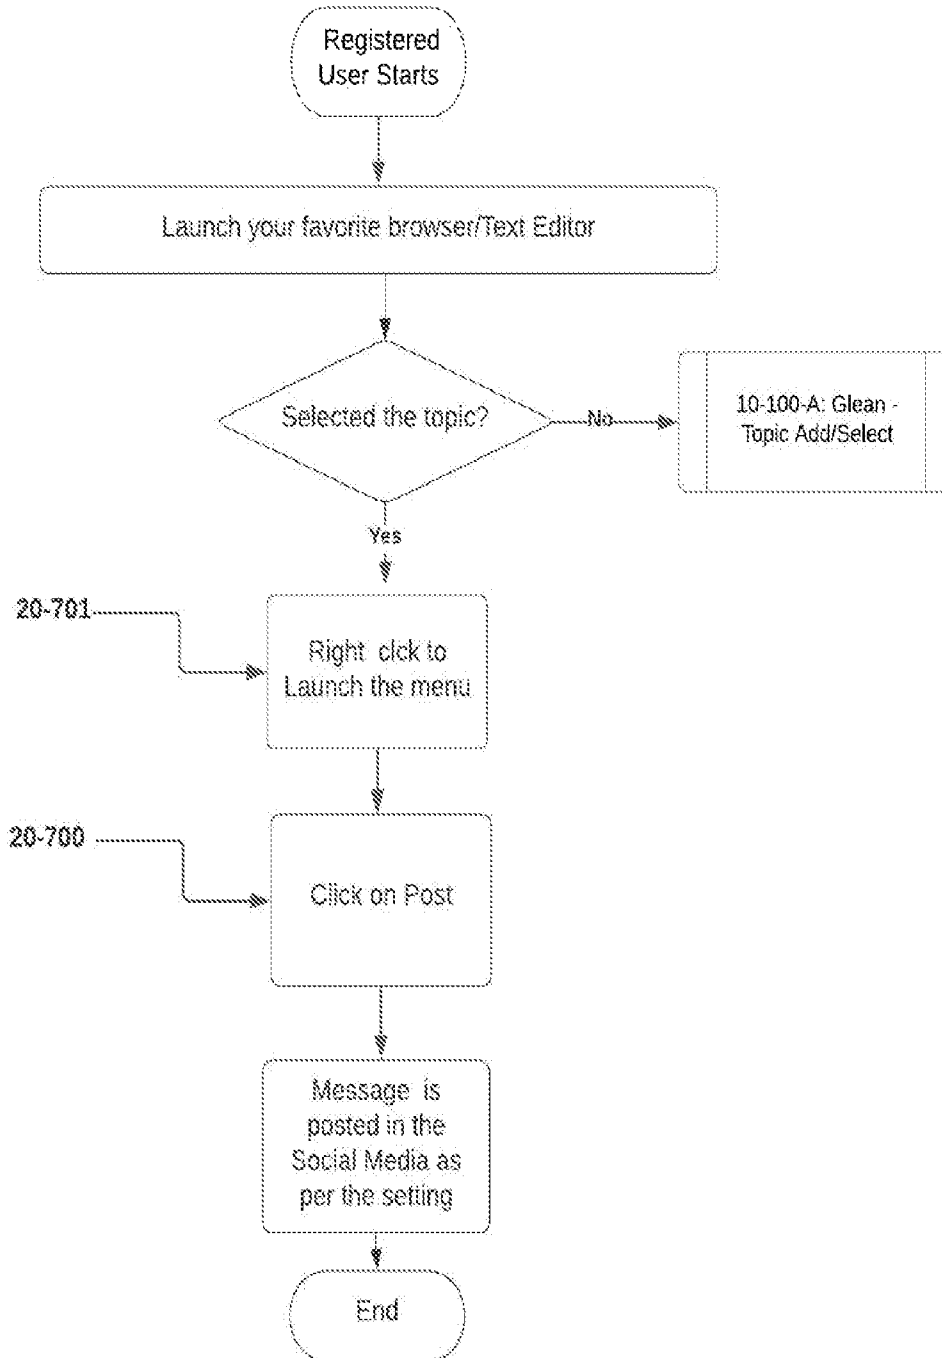 Registered
User Starts
Launch your favorite browser/Text Editor
Selected the topic?
No
10-100-A: Glean -
Topic Add/Select
Yes
20-701
Right clck to
Launch the menu
20-700
Click on Post
Message is
posted in the
Social Media as
per the setting
End